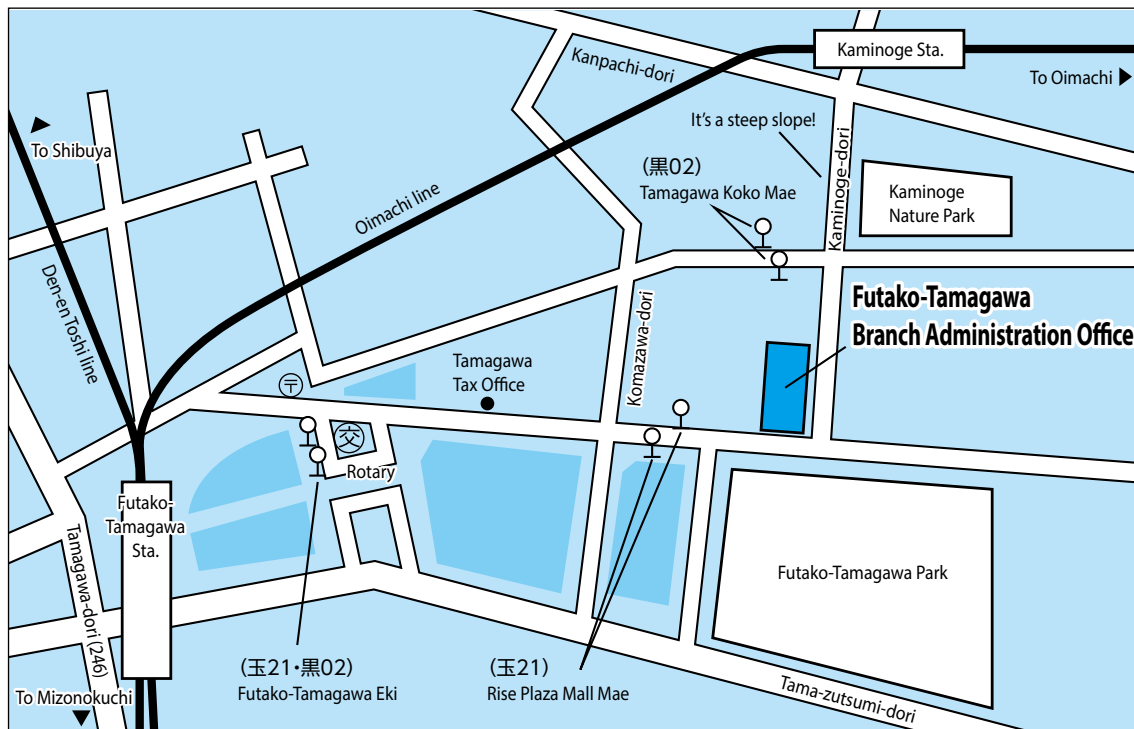 Kaminoge Sta.
To Oimachi
Kanpachi-dori
It's a steep slope!
To Shibuya
(黒02)
Tamagawa Koko Mae
Kaminoge-dori
Kaminoge
Nature Park
Oimachi line
Den-en Toshi line
Futako-Tamagawa
Branch Administration Office
Komazawa-dori
Tamagawa
Tax Office
〒
交
Rotary
Futako-
Tamagawa
Sta.
Tamagawa-dori (246)
Futako-Tamagawa Park
(玉21・黒02)
Futako-Tamagawa Eki
(玉21)
Rise Plaza Mall Mae
Tama-zutsumi-dori
To Mizonokuchi